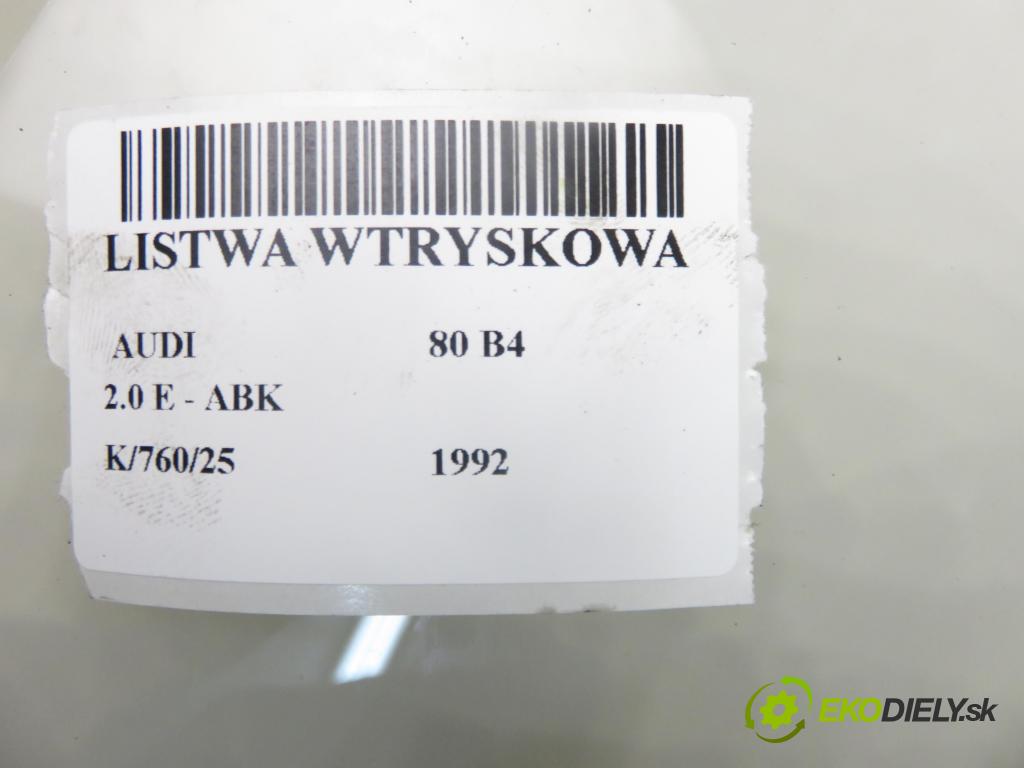 LISTWA WTRYSKOWA
AUDI 80 B4
2.0 E - ABK
K/760/25 1992
EKODIELY.sk